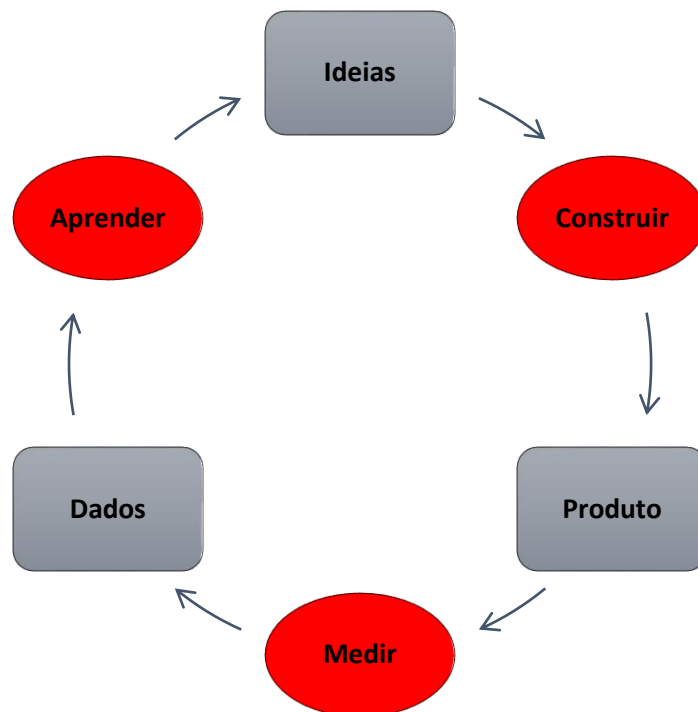 Ideias
Aprender
Construir
Dados
Produto
Medir